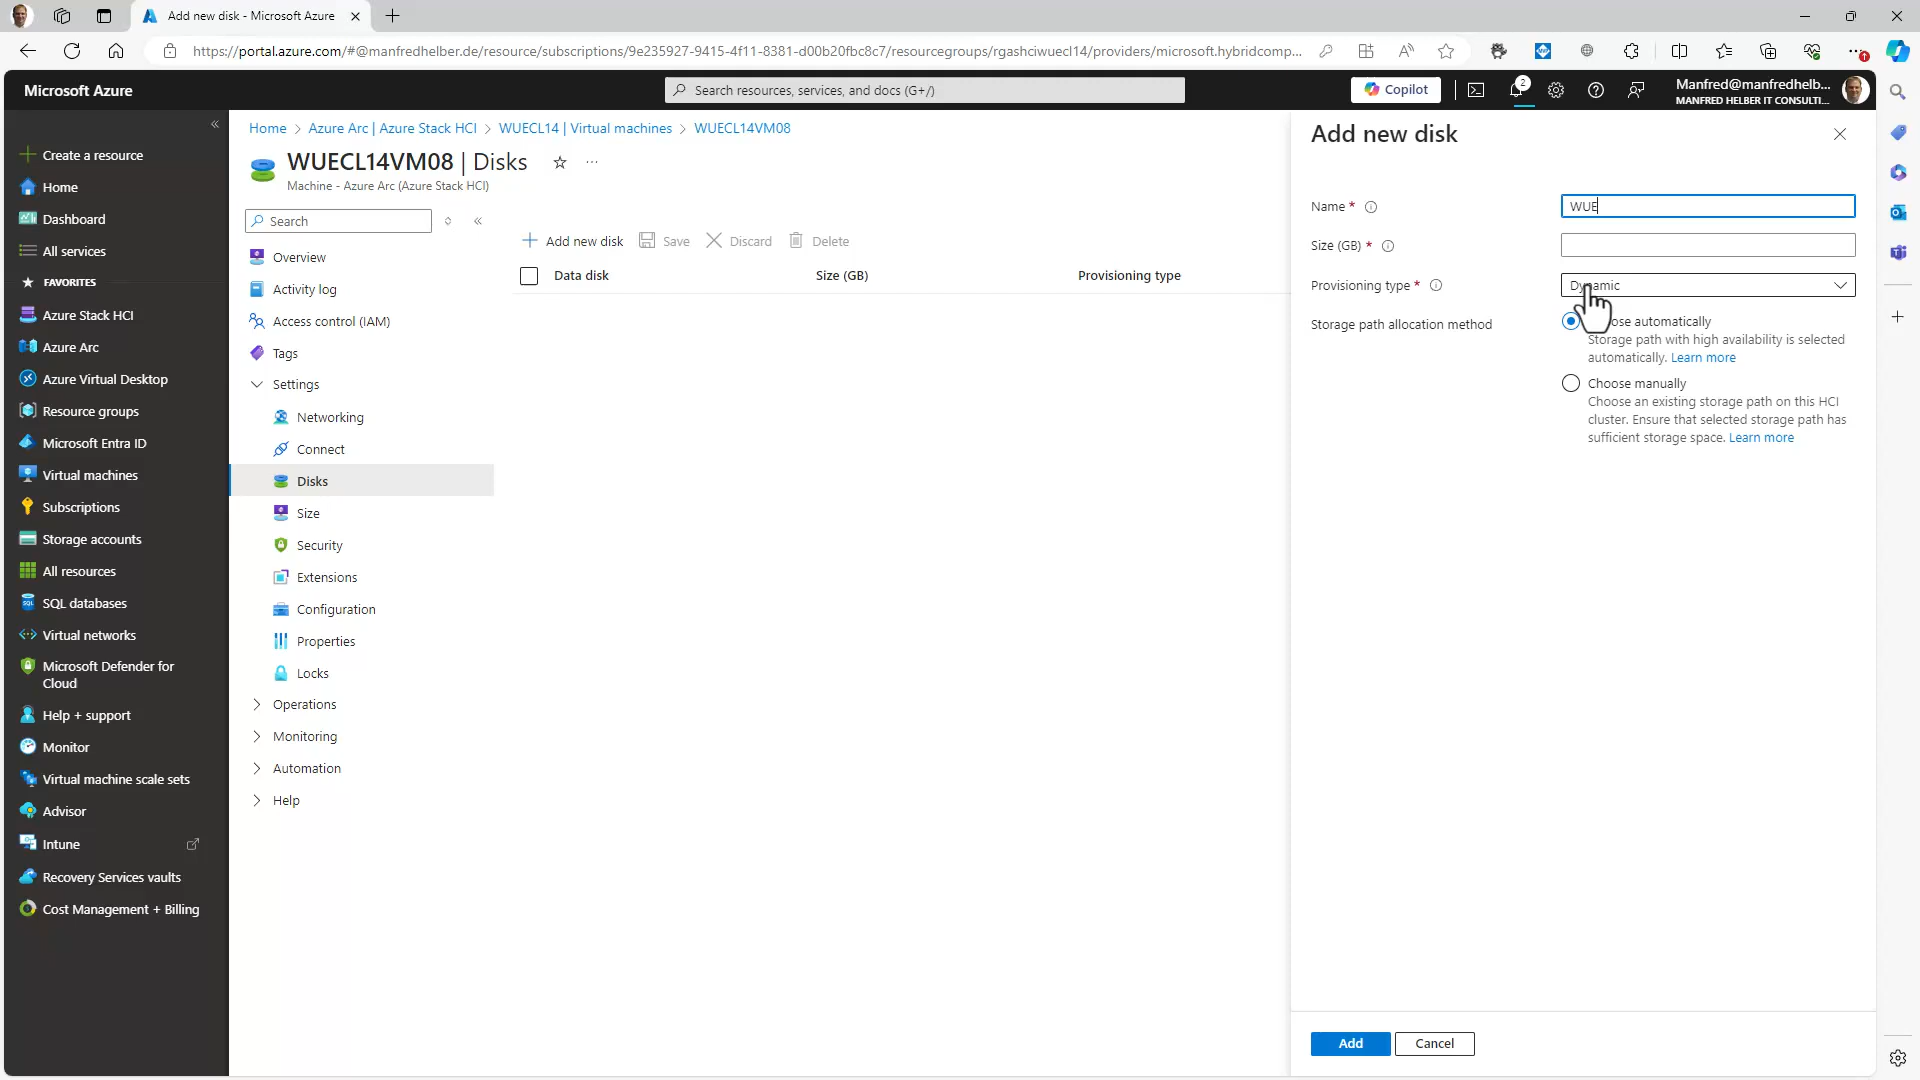 Add new disk - Microsoft Azure
https://portal.azure.com/#@manfredhelber.de/resource/subscriptions/9e235927-9415-4f11-8381-d00b20fbc8c7/resourcegroups/rgashciwuecl14/providers/microsoft.hybridcomp...
Microsoft Azure
Search resources, services, and docs (G+/)
Copilot
2
Manfred@manfredhelb...
MANFRED HELBER IT CONSULTI...
Create a resource
Home
Dashboard
All services
FAVORITES
Azure Stack HCI
Azure Arc
Azure Virtual Desktop
Resource groups
Microsoft Entra ID
Virtual machines
Subscriptions
Storage accounts
All resources
SQL databases
Virtual networks
Microsoft Defender for
Cloud
Help + support
Monitor
Virtual machine scale sets
Advisor
Intune
Recovery Services vaults
Cost Management + Billing
Home > Azure Arc | Azure Stack HCI > WUECL14 | Virtual machines > WUECL14VM08
WUECL14VM08 | Disks
Machine - Azure Arc (Azure Stack HCI)
Search
Overview
Activity log
Access control (IAM)
Tags
Settings
Networking
Connect
Disks
Size
Security
Extensions
Configuration
Properties
Locks
Operations
Monitoring
Automation
Help
Add new disk Save Discard Delete
Data disk Size (GB) Provisioning type
Add new disk
Name * WUE
Size (GB) *
Provisioning type * Dynamic
Storage path allocation method
automatically
Storage path with high availability is selected
automatically. Learn more
Choose manually
Choose an existing storage path on this HCI
cluster. Ensure that selected storage path has
sufficient storage space. Learn more
Add Cancel